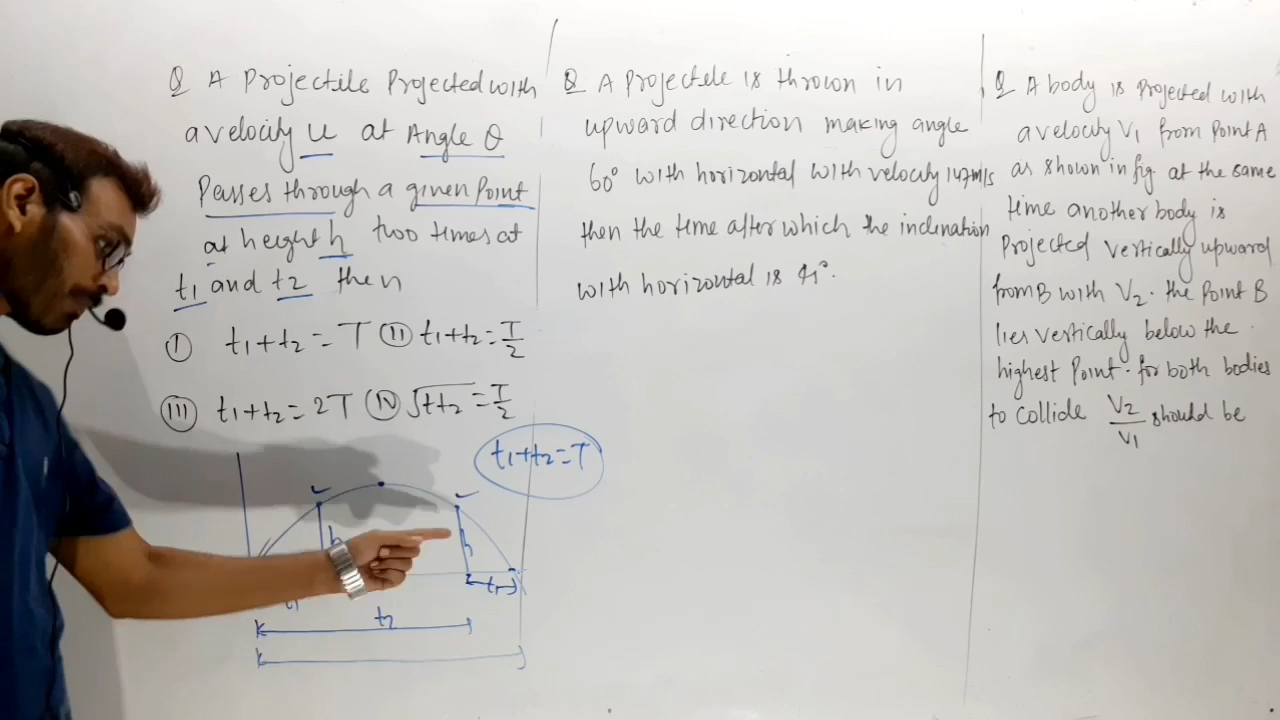 Q A Projectile Projected with
a velocity u at Angle θ
Passes through a given Point
at height h two times at
t1 and t2 then
I t1+t2=T II t1+t2=T/2
III t1+t2=2T IV √tt2=T/2
t1+t2=T
h
h
t1
t1
t2
Q A Projectile is thrown in
upward direction making angle
60° with horizontal with velocity 147m/s
then the time after which the inclination
with horizontal is 45°.
Q A body is Projected with
a velocity V1 from Point A
as shown in fig at the same
time another body is
Projected vertically upward
from B with V2. the Point B
lies vertically below the
highest Point. for both bodies
to collide V2/V1 should be